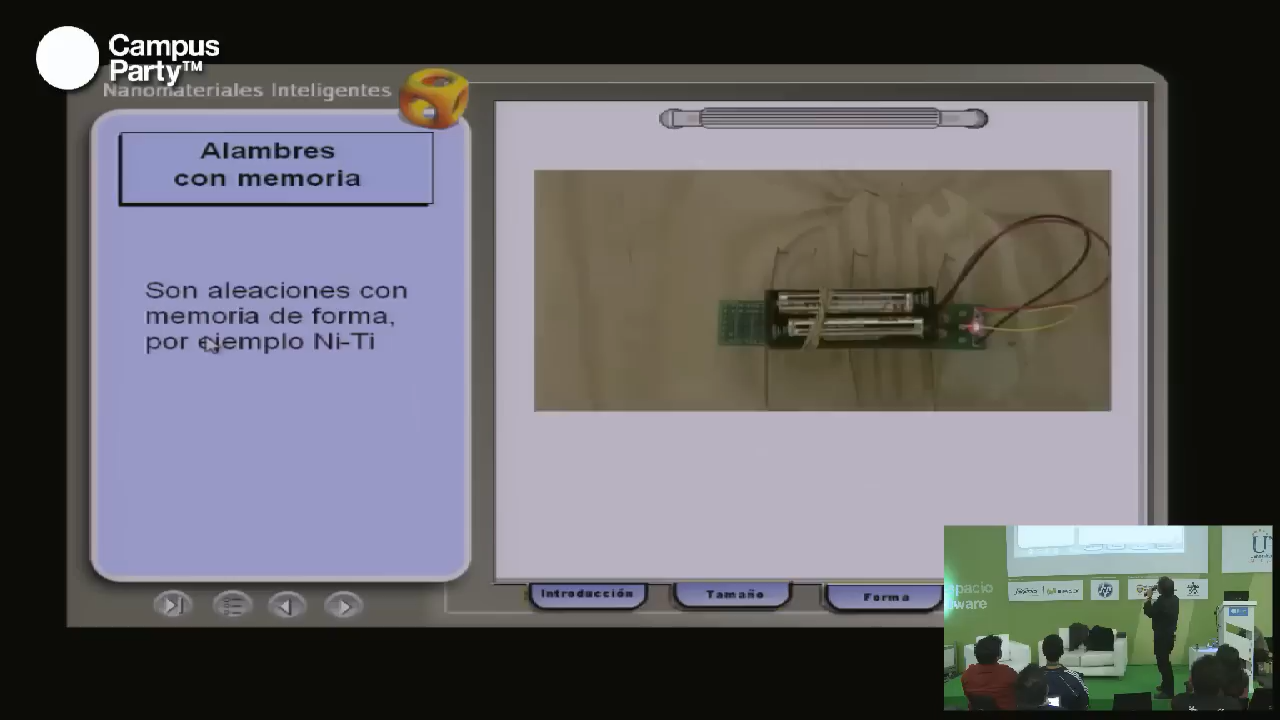 Campus
Party™
Nanomateriales Inteligentes
Alambres
con memoria
Son aleaciones con
memoria de forma,
por ejemplo Ni-Ti
Introducción
Tamaño
Forma